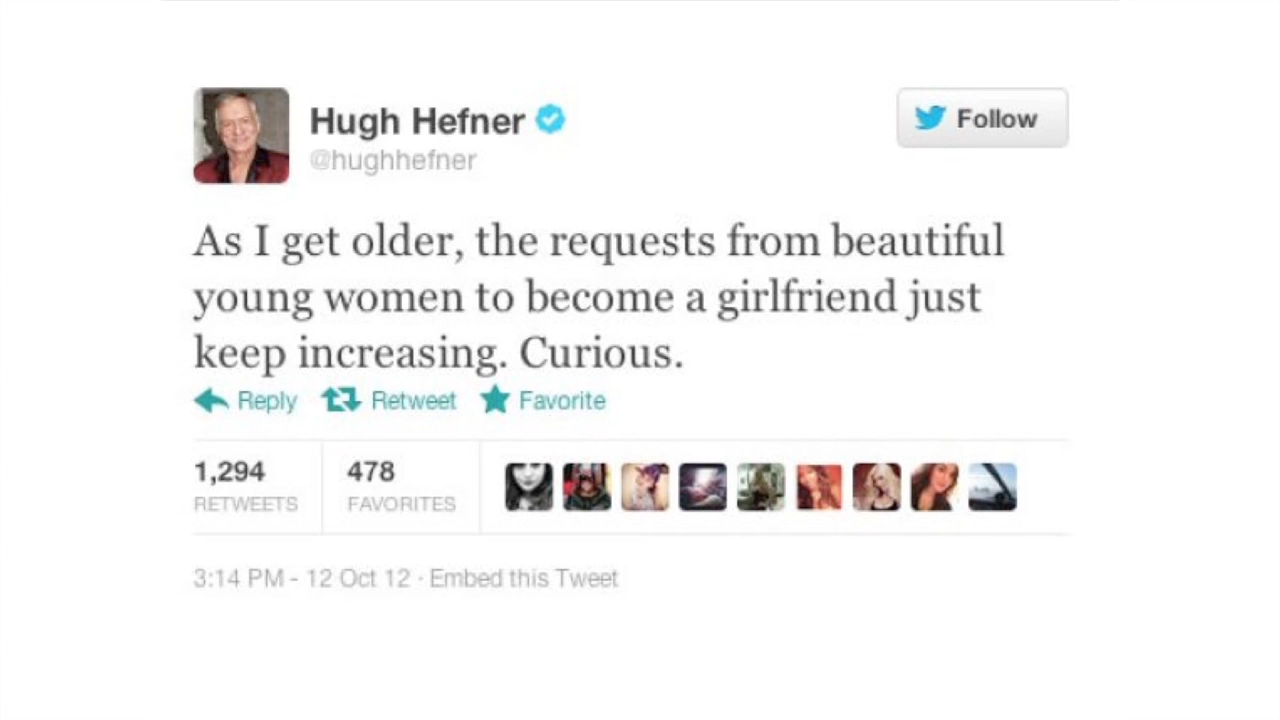 Hugh Hefner
@hughhefner
Follow
As I get older, the requests from beautiful
young women to become a girlfriend just
keep increasing. Curious.
Reply Retweet Favorite
1,294 478
RETWEETS FAVORITES
3:14 PM - 12 Oct 12 · Embed this Tweet